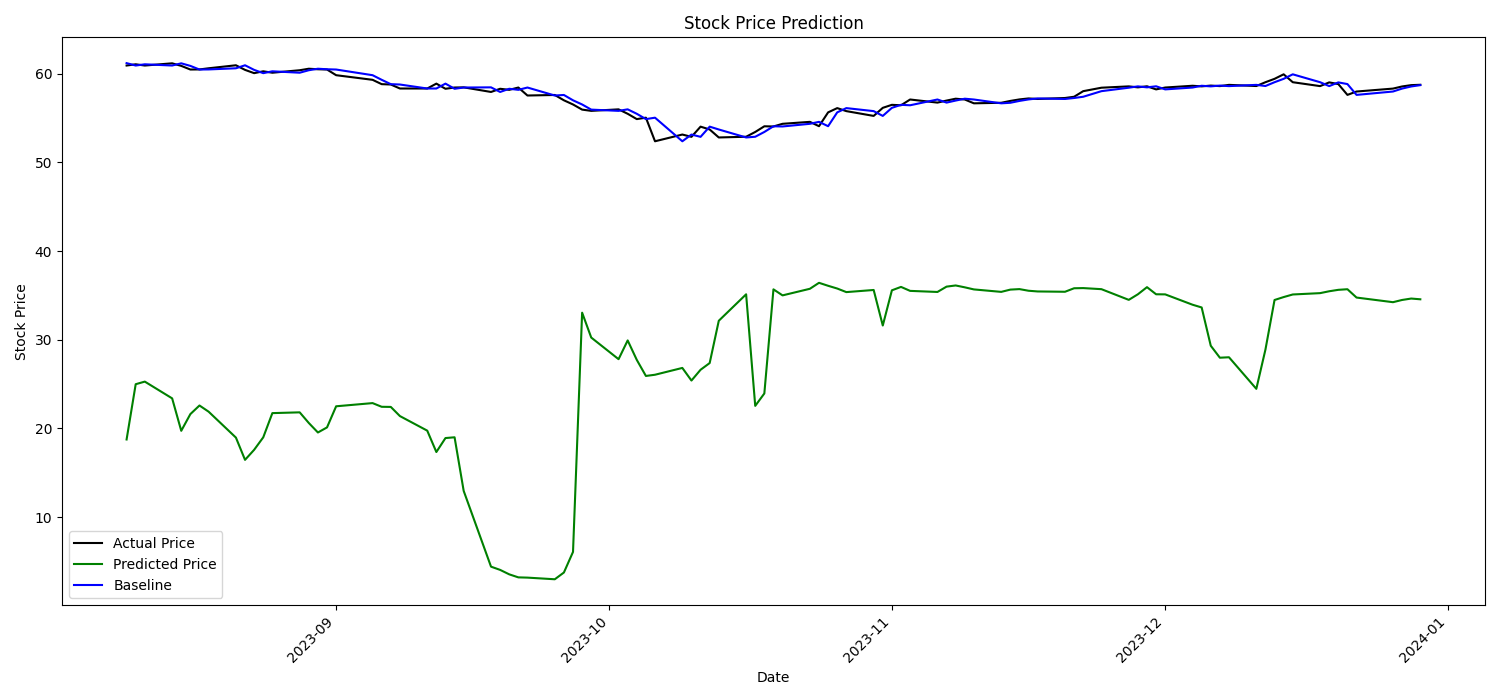 Stock Price Prediction
Stock Price
60
50
40
30
20
10
Actual Price
Predicted Price
Baseline
2023-09
2023-10
2023-11
2023-12
2024-01
Date